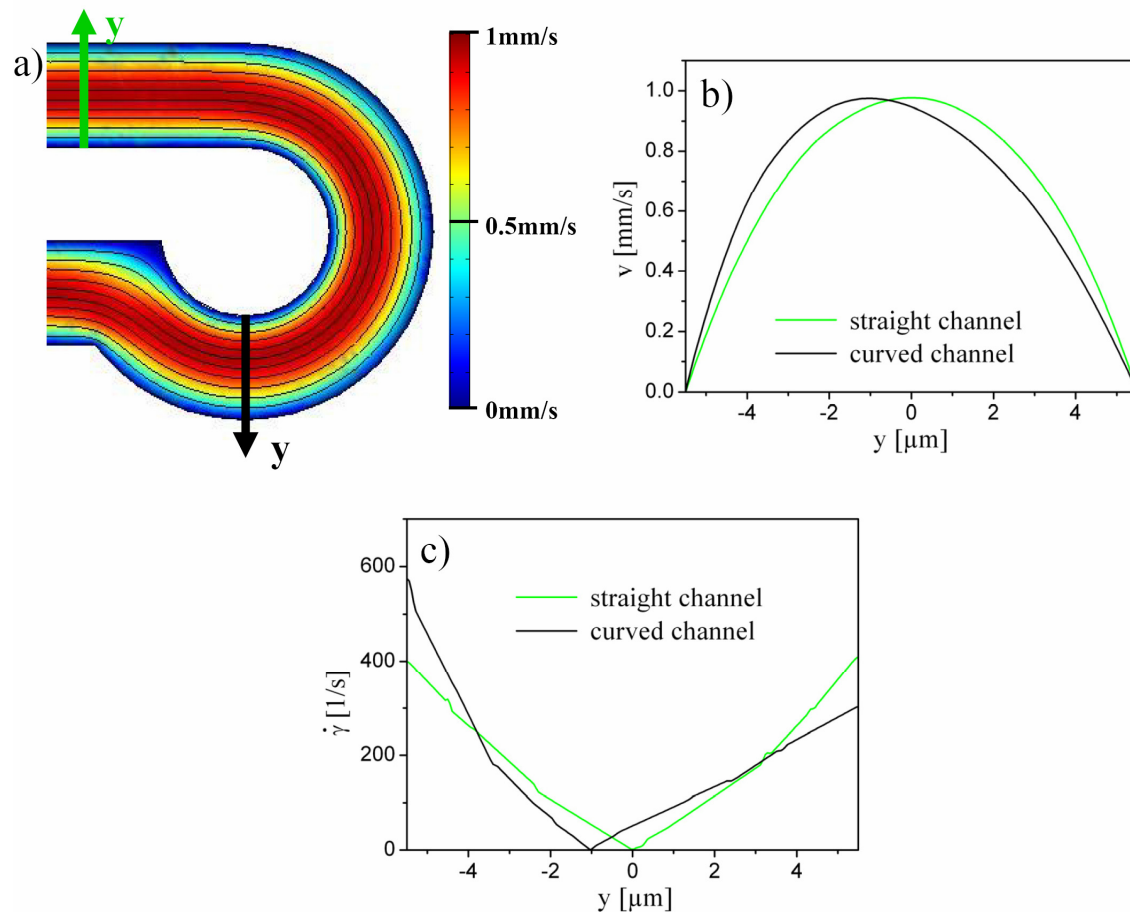 a)
y
1mm/s
0.5mm/s
0mm/s
y
b)
1.0
0.8
0.6
0.4
0.2
0.0
v [mm/s]
straight channel
curved channel
-4 -2 0 2 4
y [µm]
c)
600
400
200
0
γ̇ [1/s]
straight channel
curved channel
-4 -2 0 2 4
y [µm]